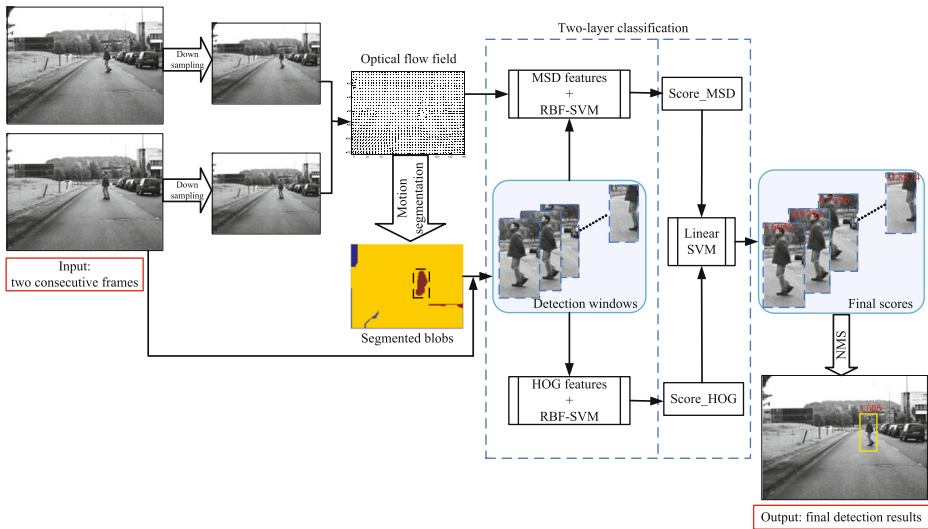 Down
sampling
Down
sampling
Input:
two consecutive frames
Optical flow field
Motion
segmentation
Segmented blobs
Two-layer classification
MSD features
+
RBF-SVM
Score_MSD
Detection windows
Linear
SVM
HOG features
+
RBF-SVM
Score_HOG
Final scores
NMS
Output: final detection results